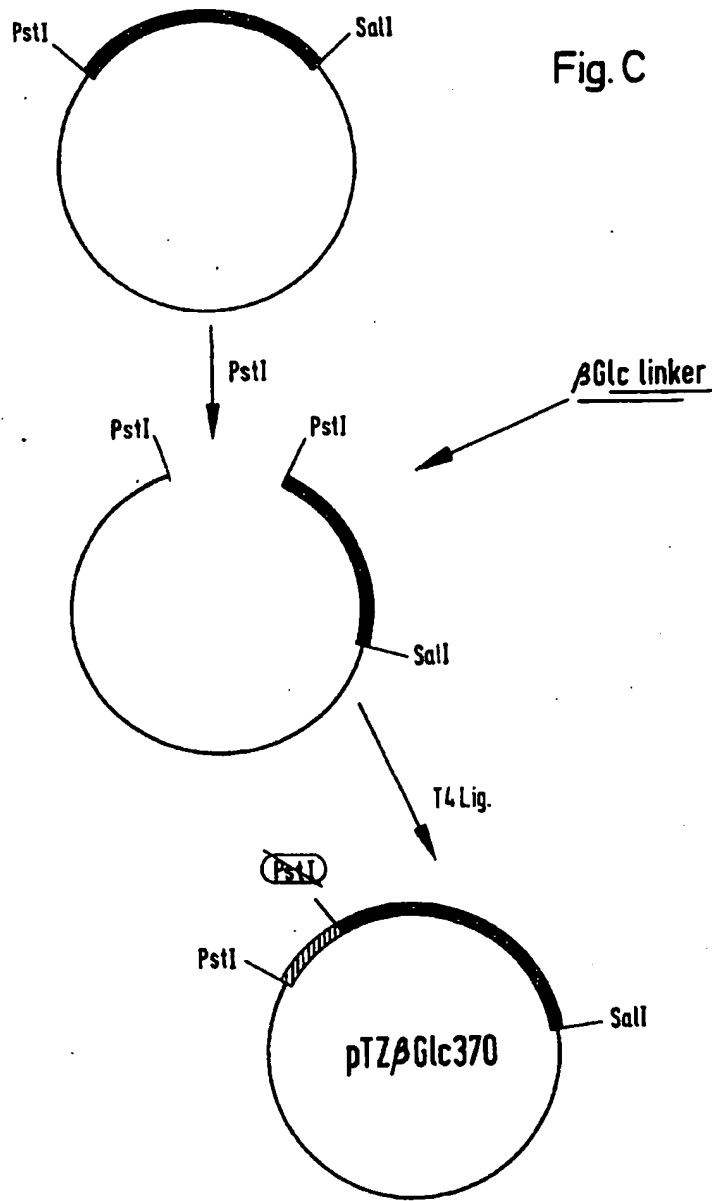 Fig. C
PstI
SalI
PstI
βGlc linker
PstI
PstI
SalI
T4 Lig.
PstI
PstI
SalI
pTZβGlc370